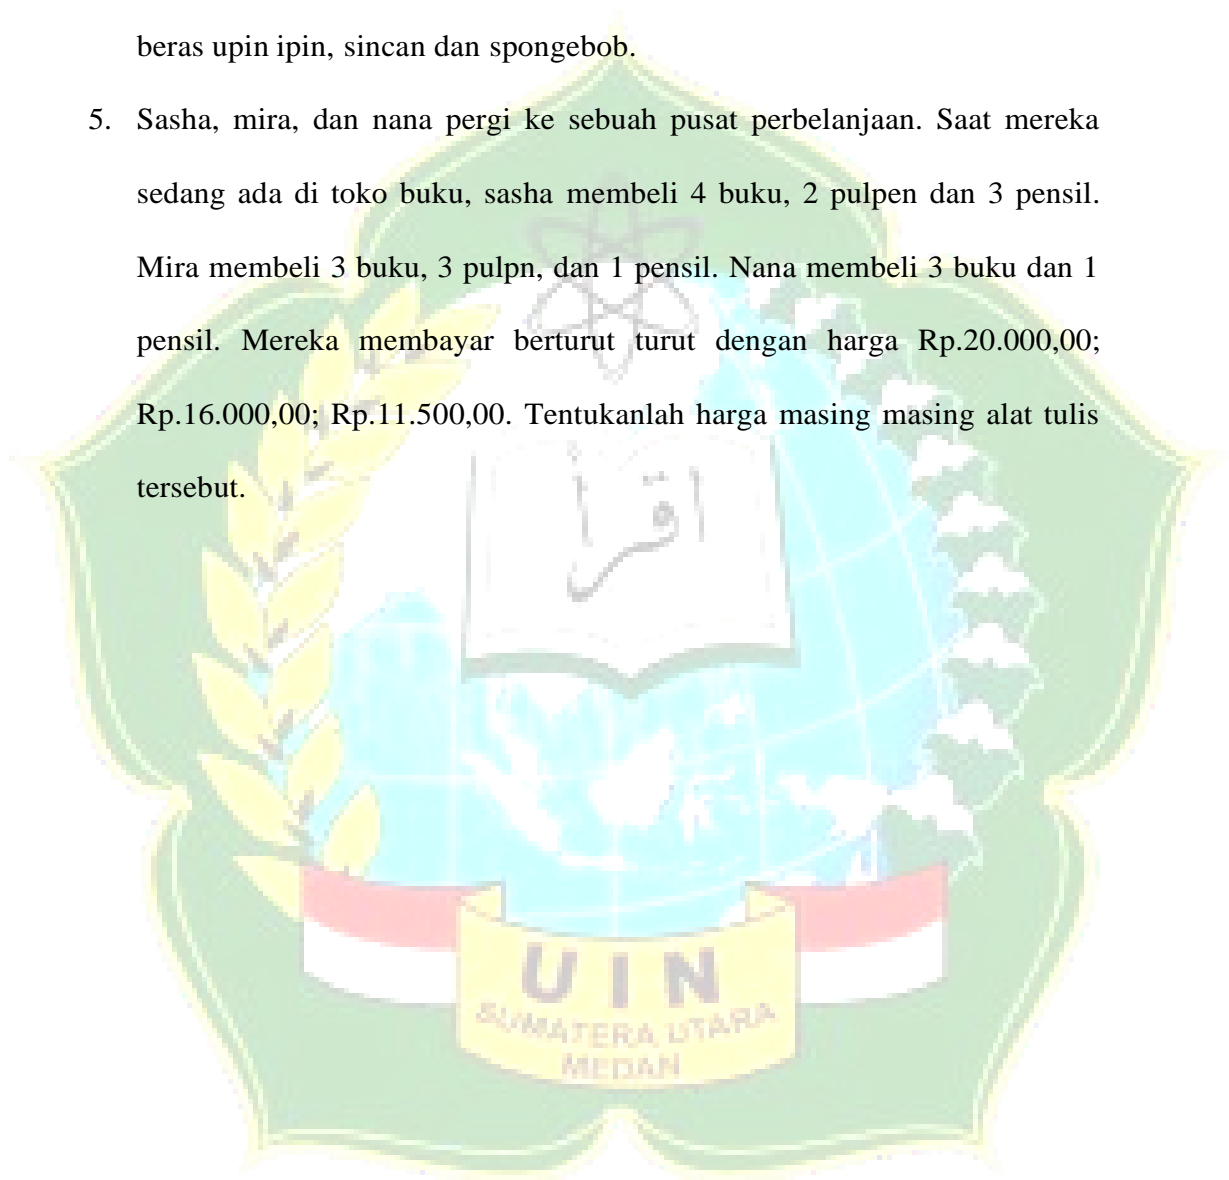 beras upin ipin, sincan dan spongebob.
5. Sasha, mira, dan nana pergi ke sebuah pusat perbelanjaan. Saat mereka
sedang ada di toko buku, sasha membeli 4 buku, 2 pulpen dan 3 pensil.
Mira membeli 3 buku, 3 pulpn, dan 1 pensil. Nana membeli 3 buku dan 1
pensil. Mereka membayar berturut turut dengan harga Rp.20.000,00;
Rp.16.000,00; Rp.11.500,00. Tentukanlah harga masing masing alat tulis
tersebut.
اقرأ
UIN
SUMATERA UTARA
MEDAN